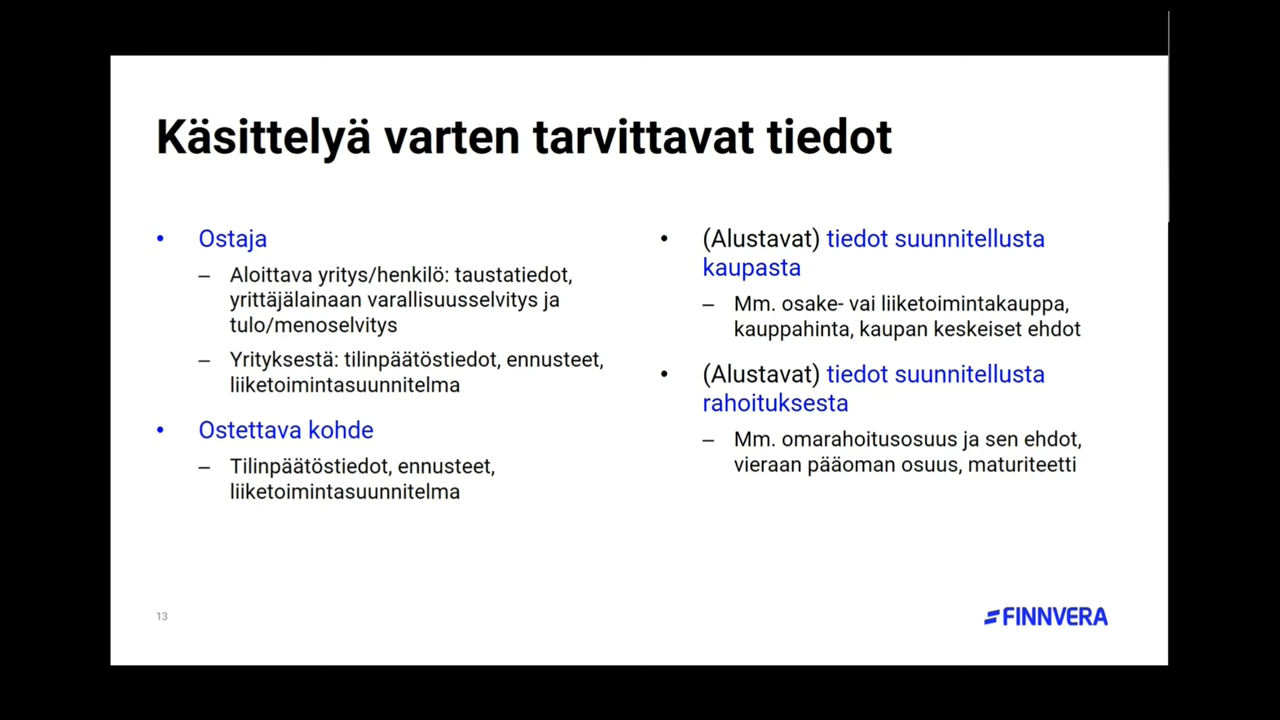 Käsittelyä varten tarvittavat tiedot
• Ostaja
– Aloittava yritys/henkilö: taustatiedot,
yrittäjälainaan varallisuusselvitys ja
tulo/menoselvitys
– Yrityksestä: tilinpäätöstiedot, ennusteet,
liiketoimintasuunnitelma
• Ostettava kohde
– Tilinpäätöstiedot, ennusteet,
liiketoimintasuunnitelma
• (Alustavat) tiedot suunnitellusta
kaupasta
– Mm. osake- vai liiketoimintakauppa,
kauppahinta, kaupan keskeiset ehdot
• (Alustavat) tiedot suunnitellusta
rahoituksesta
– Mm. omarahoitusosuus ja sen ehdot,
vieraan pääoman osuus, maturiteetti
13
FINNVERA